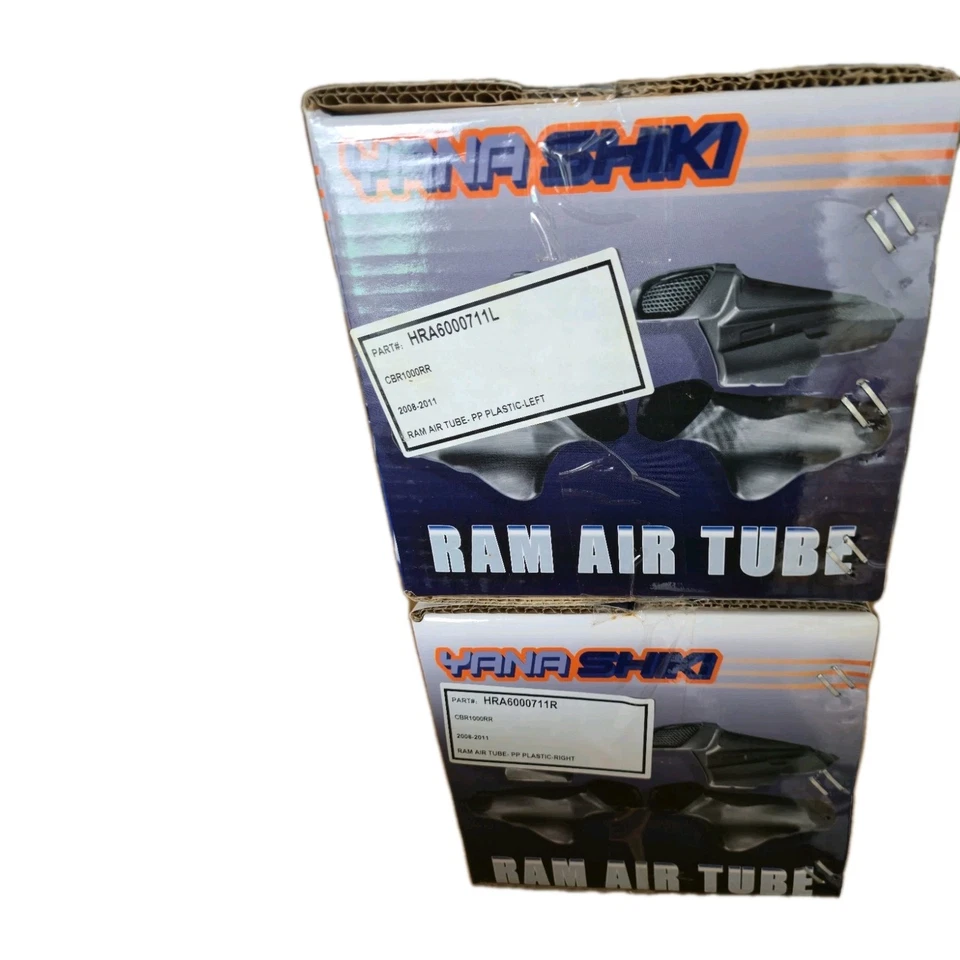 YANA SHIKI
PART#: HRA6000711L
CBR1000RR
2008-2011
RAM AIR TUBE- PP PLASTIC-LEFT
RAM AIR TUBE
YANA SHIKI
PART#: HRA6000711R
CBR1000RR
2008-2011
RAM AIR TUBE- PP PLASTIC-RIGHT
RAM AIR TUBE